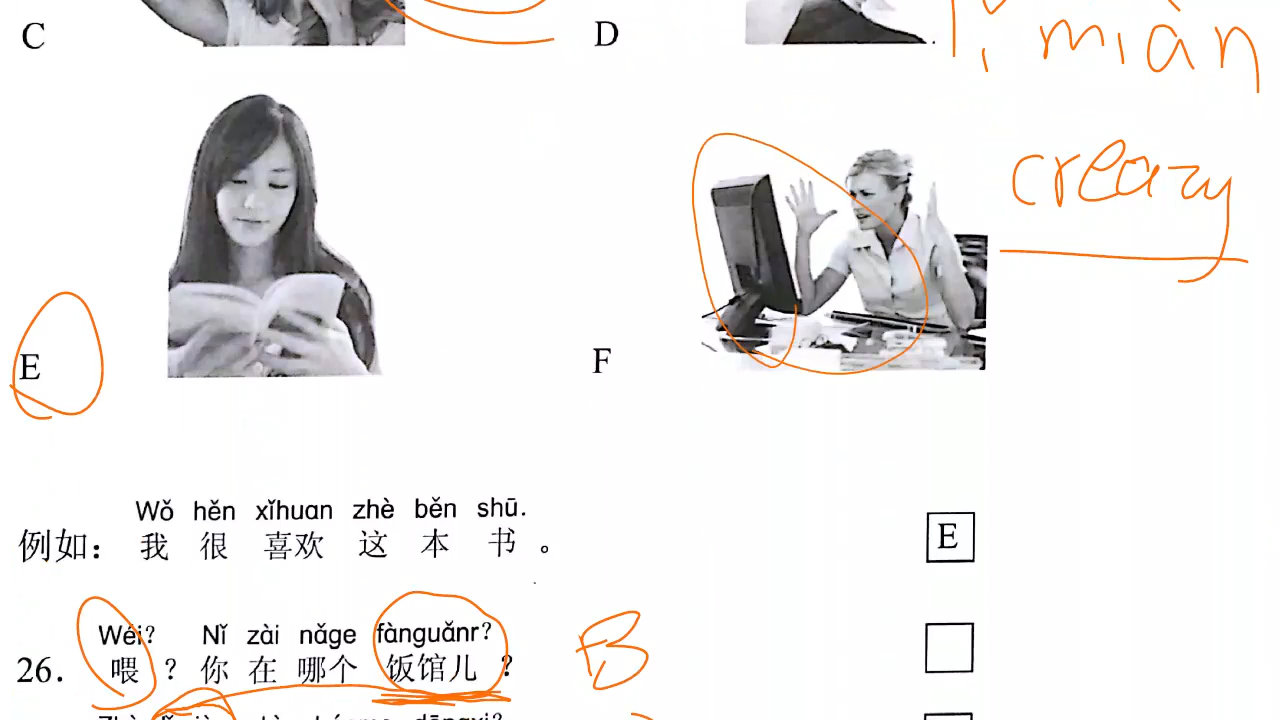 C
D
miàn
creazy
E
F
Wǒ hěn xǐhuan zhè běn shū.
例如： 我 很 喜欢 这 本 书 。
E
Wéi? Nǐ zài nǎge fànguǎnr?
26. 喂 ？ 你 在 哪个 饭馆儿 ？
B